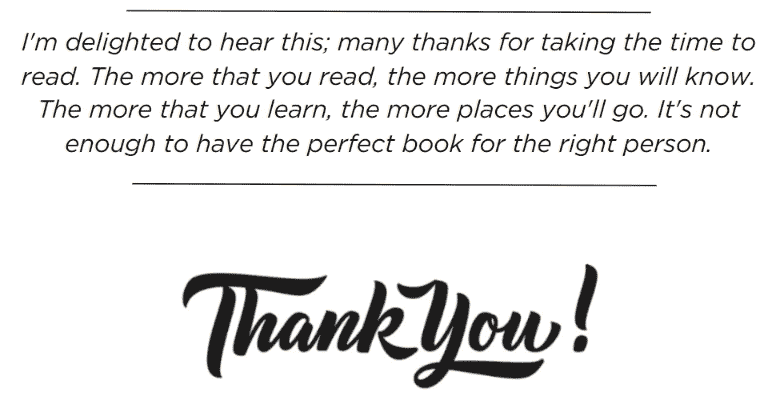 I'm delighted to hear this; many thanks for taking the time to
read. The more that you read, the more things you will know.
The more that you learn, the more places you'll go. It's not
enough to have the perfect book for the right person.
Thank You!